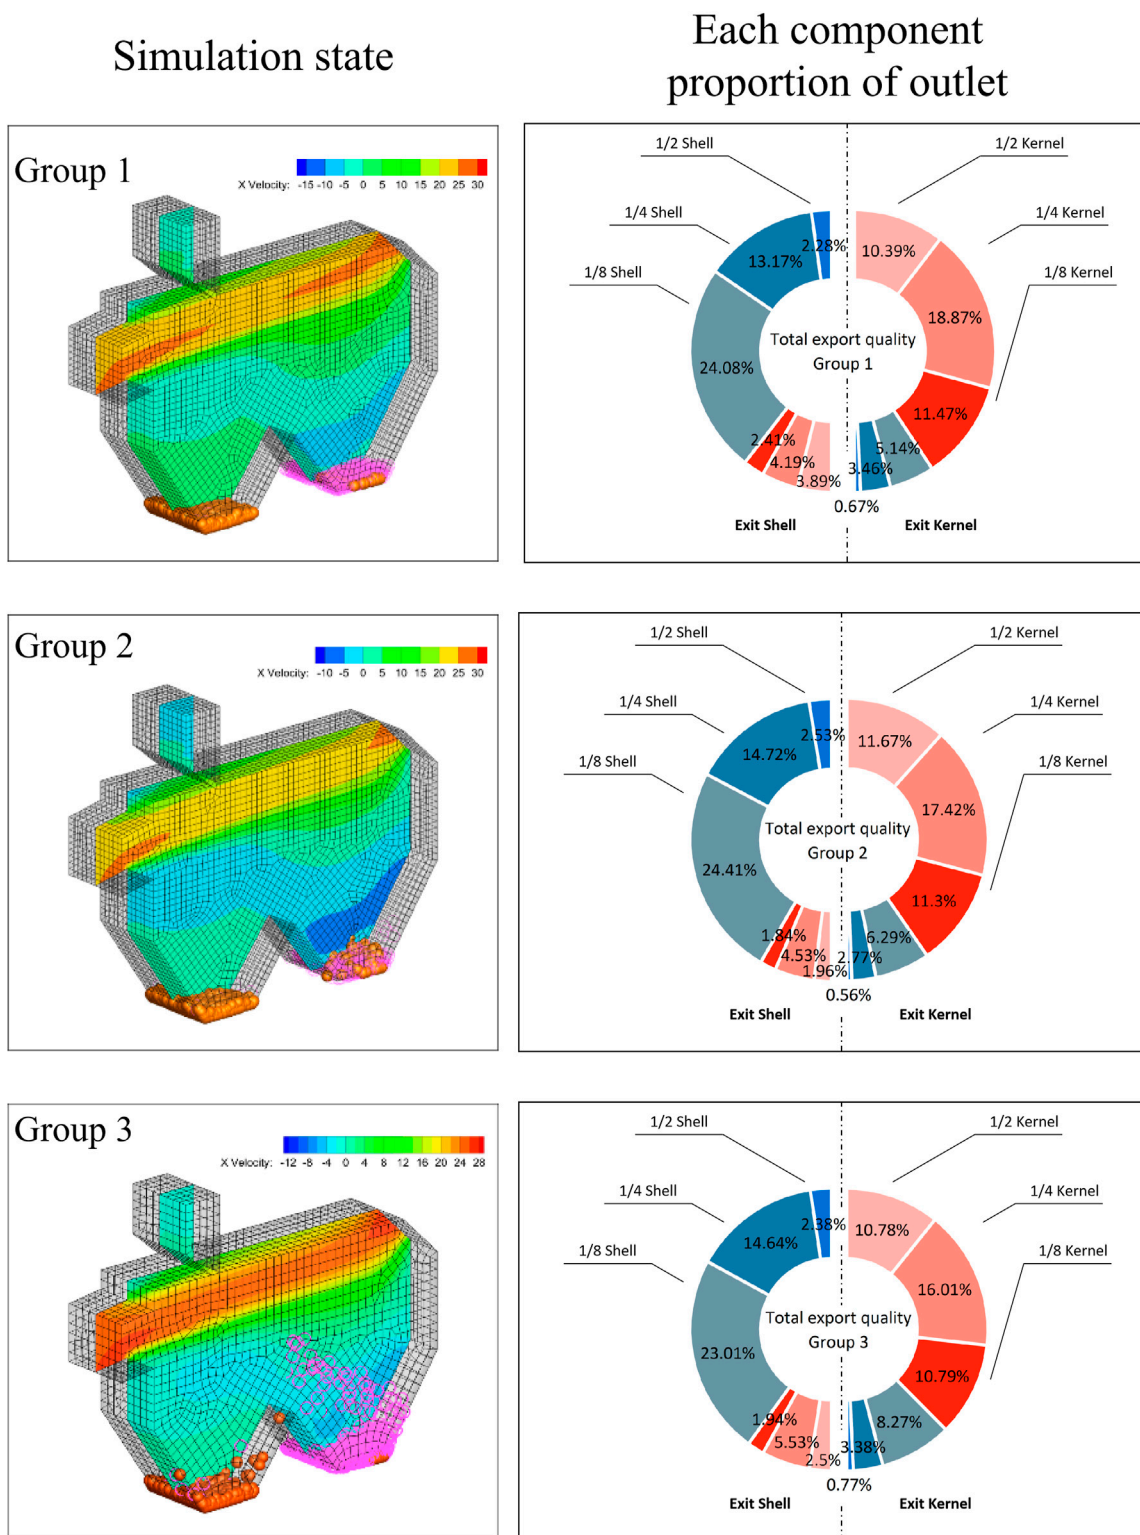 Simulation state
Each component
proportion of outlet
Group 1
X Velocity: -15 -10 -5 0 5 10 15 20 25 30
1/2 Shell
1/2 Kernel
1/4 Shell
1/4 Kernel
1/8 Shell
1/8 Kernel
2.28%
10.39%
13.17%
18.87%
Total export quality
Group 1
24.08%
11.47%
2.41%
5.14%
4.19%
3.46%
3.89%
0.67%
Exit Shell
Exit Kernel
Group 2
X Velocity: -10 -5 0 5 10 15 20 25 30
1/2 Shell
1/2 Kernel
1/4 Shell
1/4 Kernel
1/8 Shell
1/8 Kernel
2.53%
11.67%
14.72%
17.42%
Total export quality
Group 2
24.41%
11.3%
1.84%
6.29%
4.53%
2.77%
1.96%
0.56%
Exit Shell
Exit Kernel
Group 3
X Velocity: -12 -8 -4 0 4 8 12 16 20 24 28
1/2 Shell
1/2 Kernel
1/4 Shell
1/4 Kernel
1/8 Shell
1/8 Kernel
2.38%
10.78%
14.64%
16.01%
Total export quality
Group 3
23.01%
10.79%
1.94%
8.27%
5.53%
3.38%
2.5%
0.77%
Exit Shell
Exit Kernel